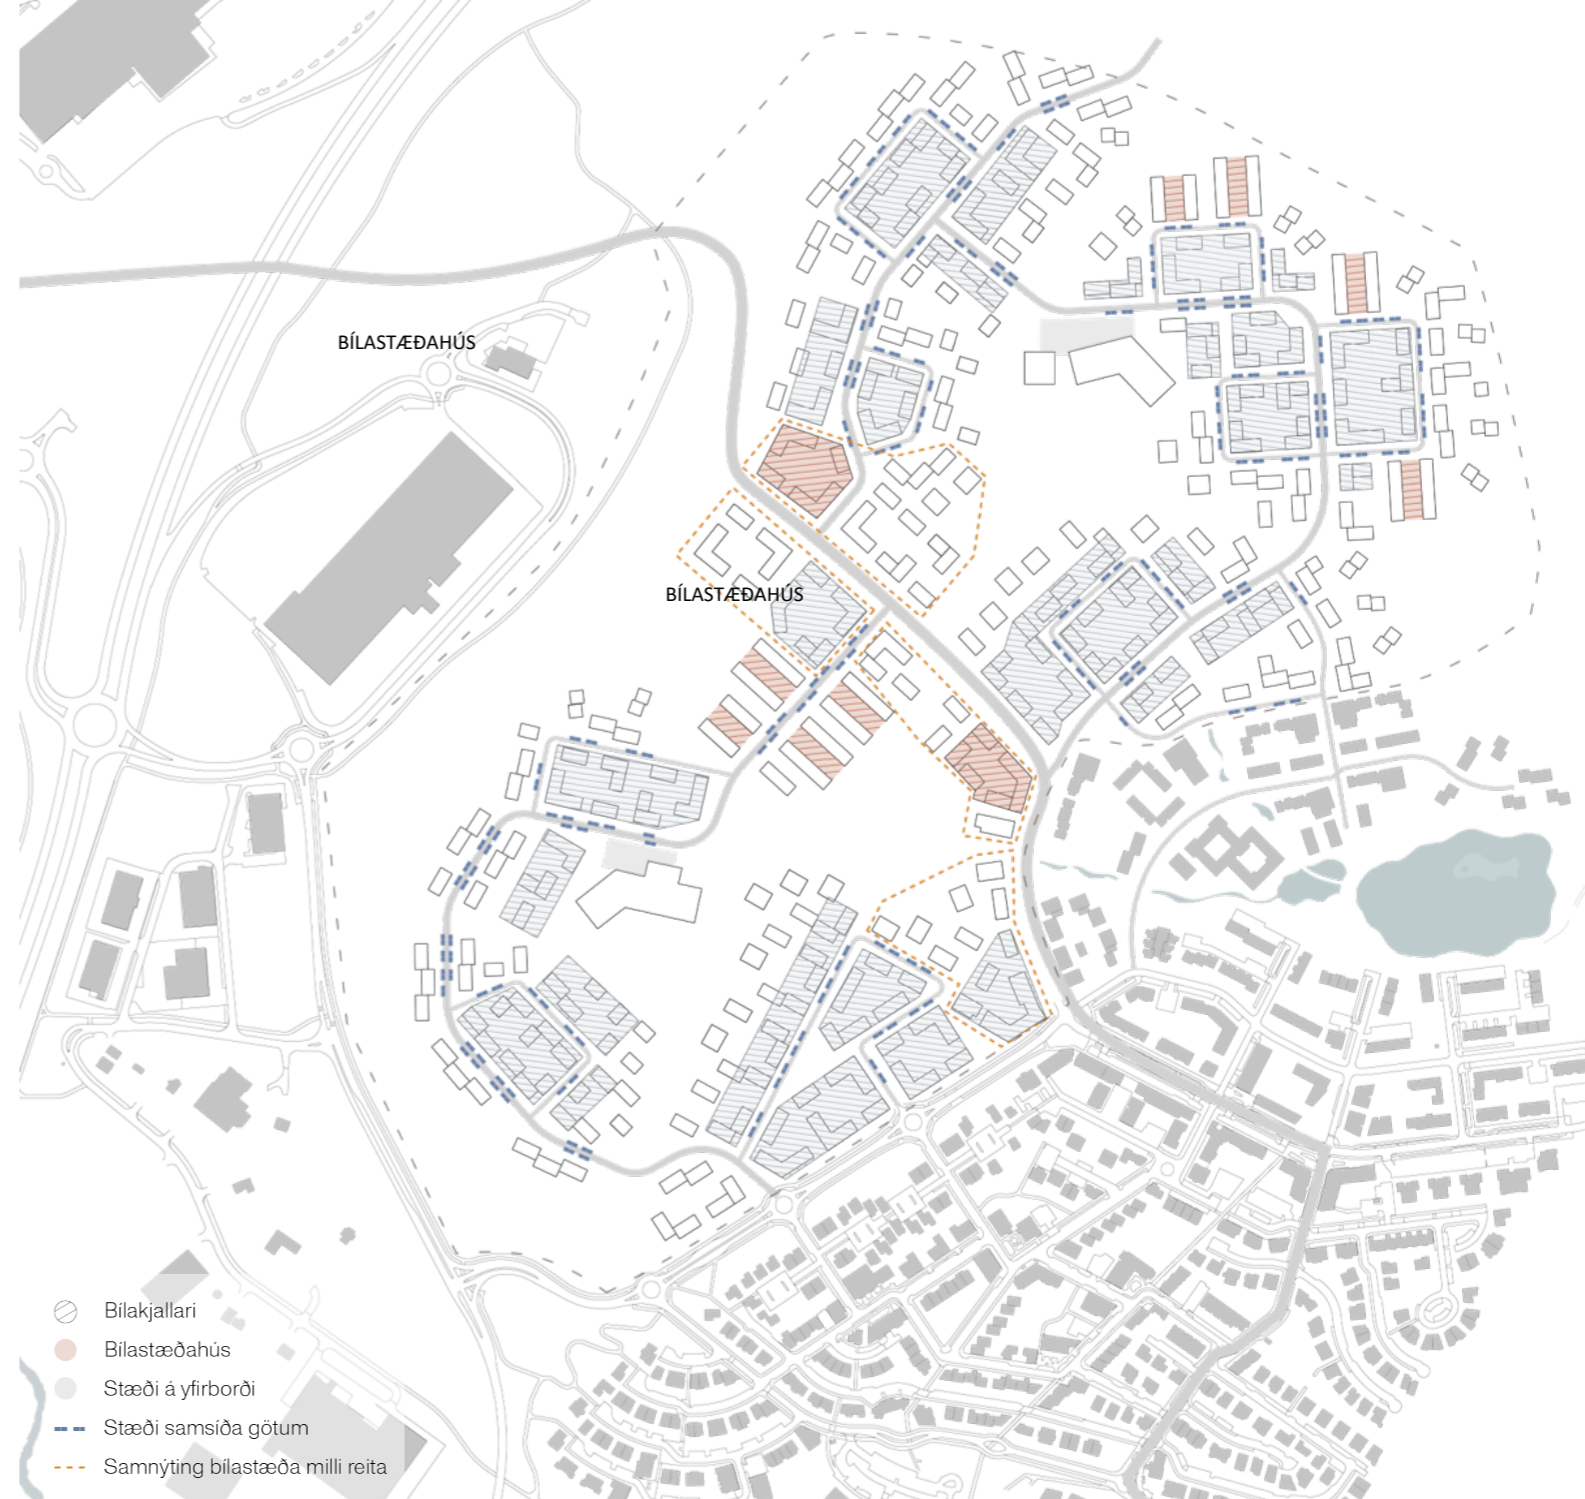 BÍLASTÆÐAHÚS
BÍLASTÆÐAHÚS
Bílakjallari
Bílastæðahús
Stæði á yfirborði
Stæði samsíða götum
Samnýting bílastæða milli reita